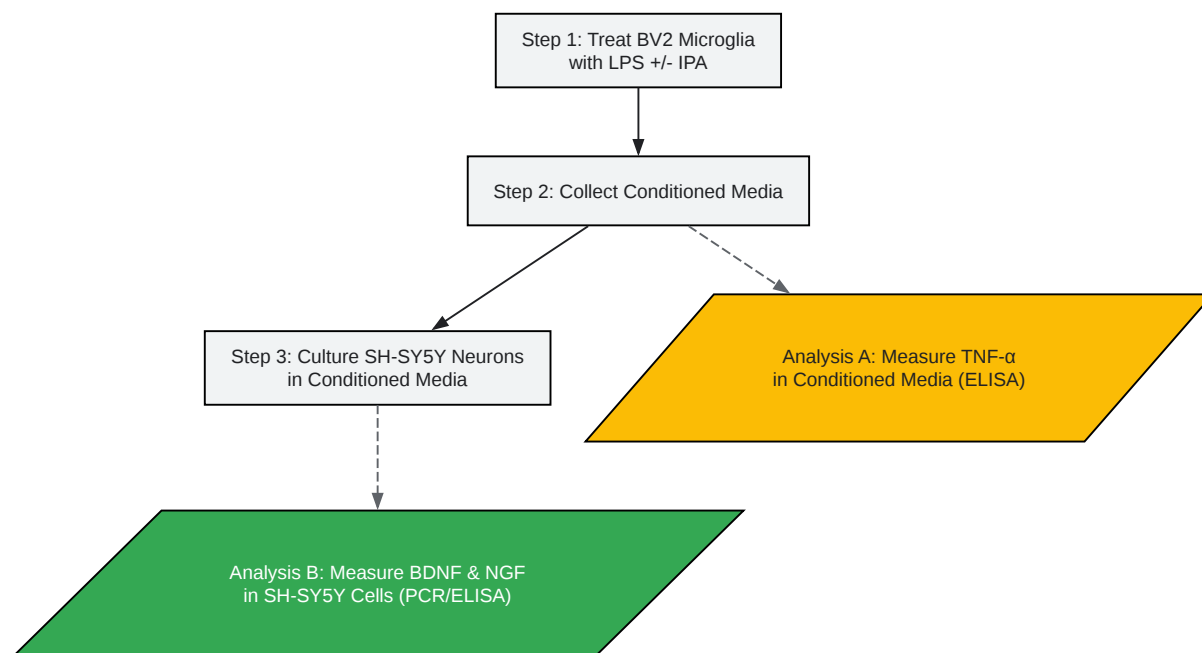 Step 1: Treat BV2 Microglia
with LPS +/- IPA
Step 2: Collect Conditioned Media
Step 3: Culture SH-SY5Y Neurons
in Conditioned Media
Analysis A: Measure TNF-α
in Conditioned Media (ELISA)
Analysis B: Measure BDNF & NGF
in SH-SY5Y Cells (PCR/ELISA)